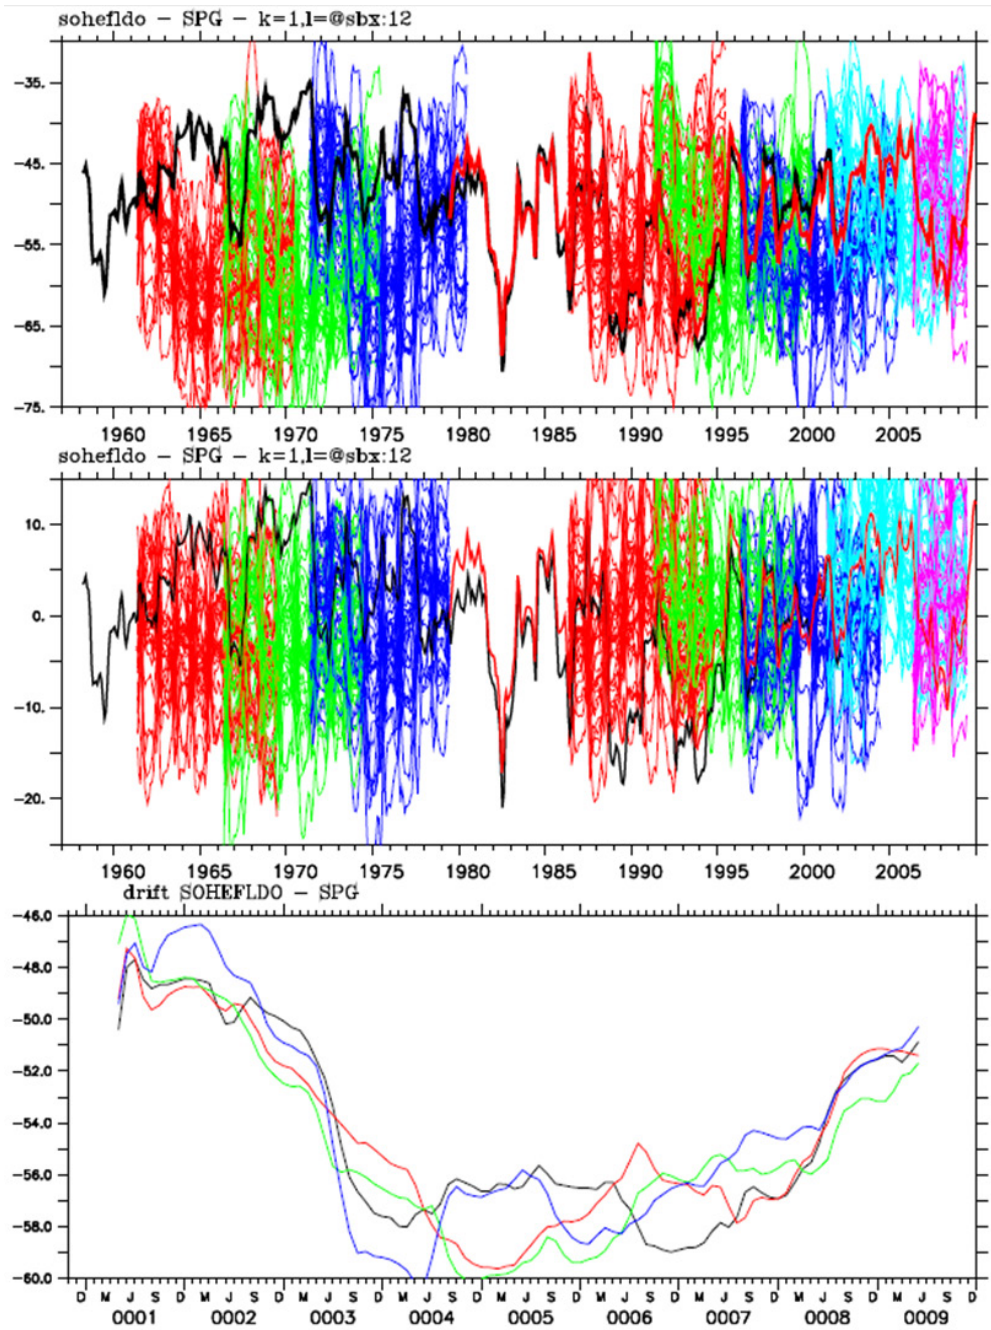 sohefldo – SPG – k=1,l=@sbx:12
-35.
-45.
-55.
-65.
-75.
1960 1965 1970 1975 1980 1985 1990 1995 2000 2005
sohefldo – SPG – k=1,l=@sbx:12
10.
0.
-10.
-20.
1960 1965 1970 1975 1980 1985 1990 1995 2000 2005
drift SOHEFLDO – SPG
-46.0
-48.0
-50.0
-52.0
-54.0
-56.0
-58.0
-60.0
D M J S D M J S D M J S D M J S D M J S D M J S D M J S D M J S D M J S D
0001 0002 0003 0004 0005 0006 0007 0008 0009